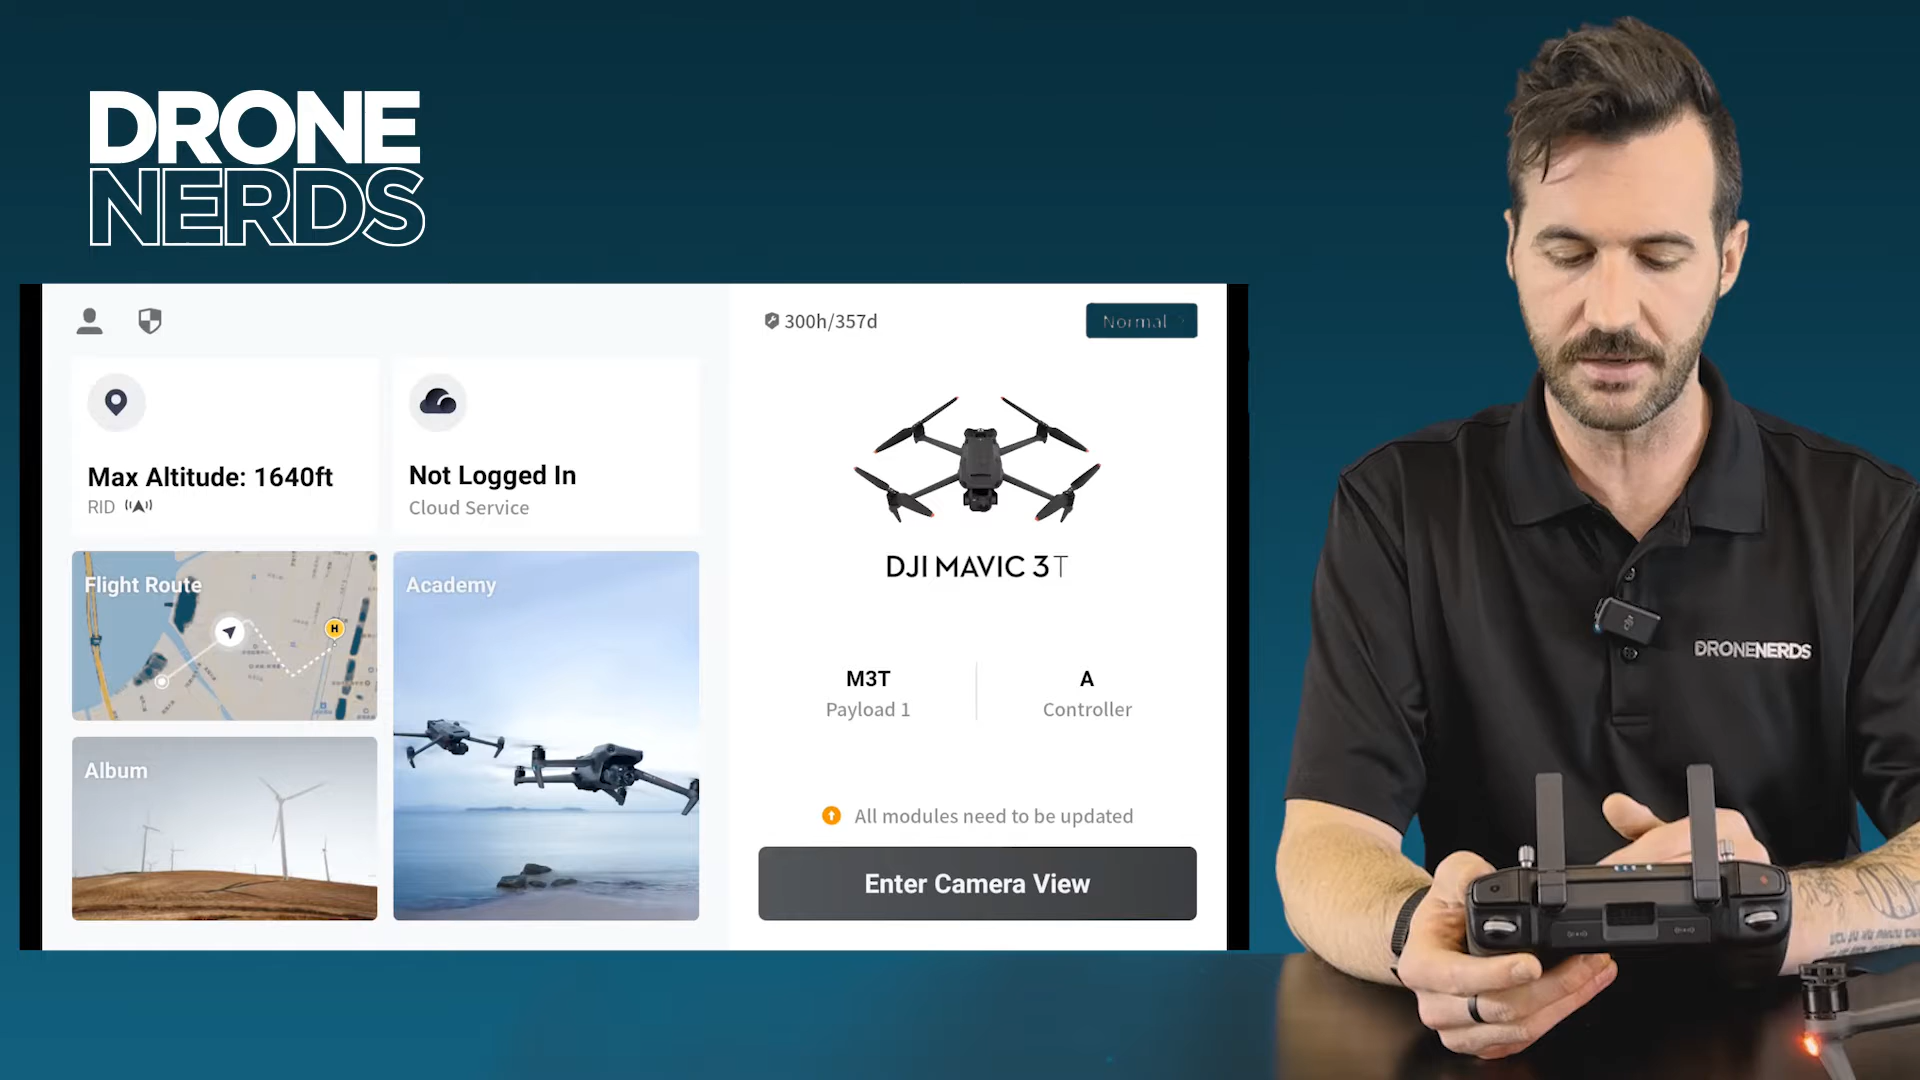 DRONE
NERDS
300h/357d
Normal
Max Altitude: 1640ft
RID
Not Logged In
Cloud Service
Flight Route
H
Academy
Album
DJI MAVIC 3T
M3T
Payload 1
A
Controller
All modules need to be updated
Enter Camera View
DRONENERDS
dji